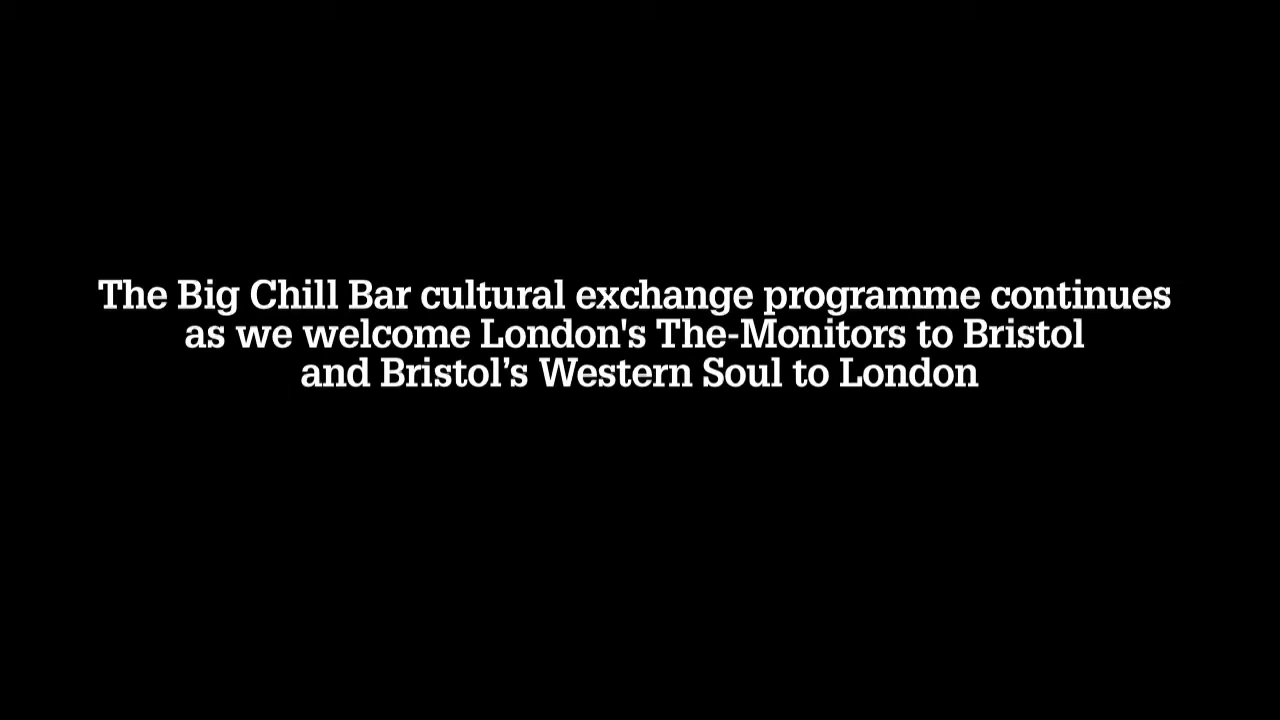 The Big Chill Bar cultural exchange programme continues
as we welcome London's The-Monitors to Bristol
and Bristol’s Western Soul to London